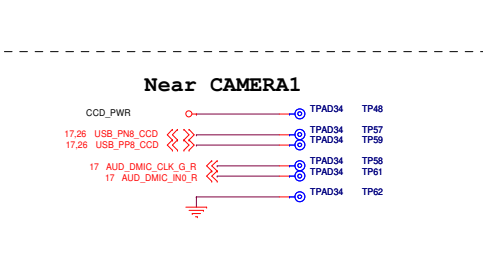 Near CAMERA1
CCD_PWR TPAD34 TP48
17,26 USB_PN8_CCD TPAD34 TP57
17,26 USB_PP8_CCD TPAD34 TP59
17 AUD_DMIC_CLK_G_R TPAD34 TP58
17 AUD_DMIC_IN0_R TPAD34 TP61
TPAD34 TP62